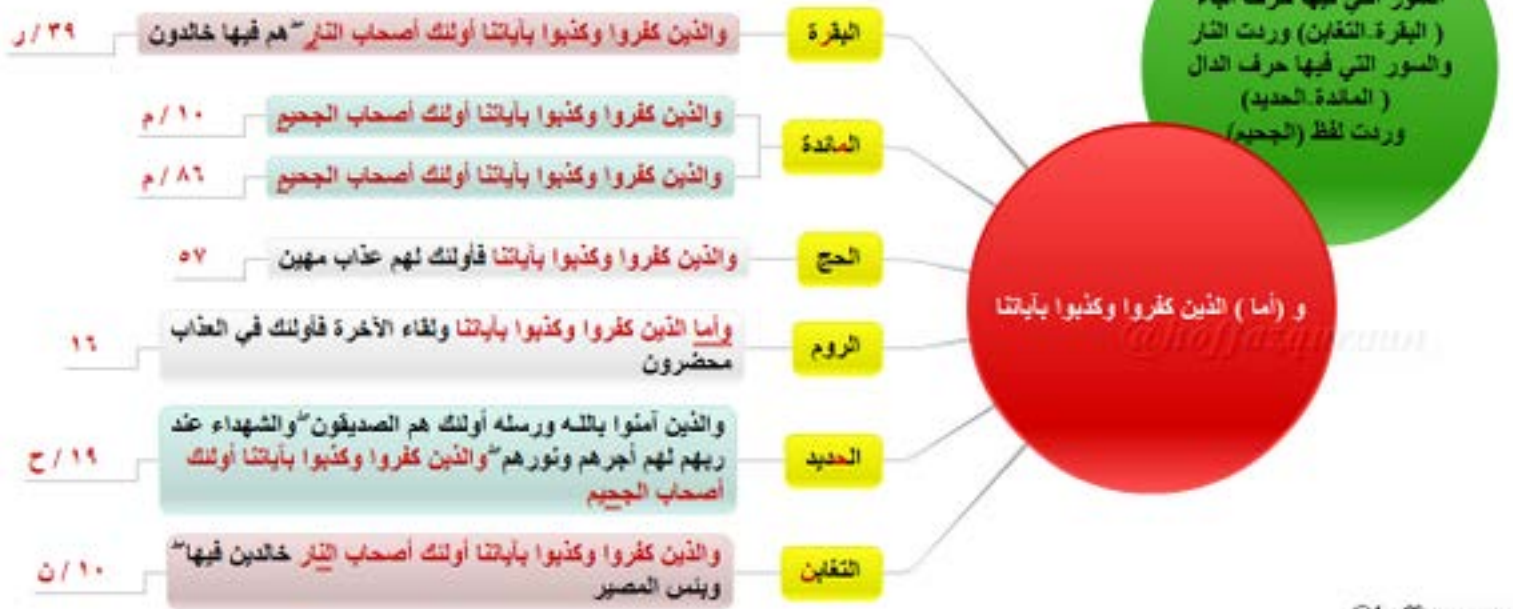 ( البقرة.التغابن) وردت النار
والسور التي فيها حرف الدال
( المائدة.الحديد)
وردت لفظ (الجحيم)
و (أما ) الذين كفروا وكذبوا بآياتنا
@hoffazquraan
البقرة
والذين كفروا وكذبوا بآياتنا أولئك أصحاب النار ۖ هم فيها خالدون
٣٩ / ر
المائدة
والذين كفروا وكذبوا بآياتنا أولئك أصحاب الجحيم
١٠ / م
والذين كفروا وكذبوا بآياتنا أولئك أصحاب الجحيم
٨٦ / م
الحج
والذين كفروا وكذبوا بآياتنا فأولئك لهم عذاب مهين
٥٧
الروم
وأما الذين كفروا وكذبوا بآياتنا ولقاء الآخرة فأولئك في العذاب
محضرون
١٦
الحديد
والذين آمنوا بالله ورسله أولئك هم الصديقون ۖ والشهداء عند
ربهم لهم أجرهم ونورهم ۖ والذين كفروا وكذبوا بآياتنا أولئك
أصحاب الجحيم
١٩ / ح
التغابن
والذين كفروا وكذبوا بآياتنا أولئك أصحاب النار خالدين فيها ۖ
وبئس المصير
١٠ / ن